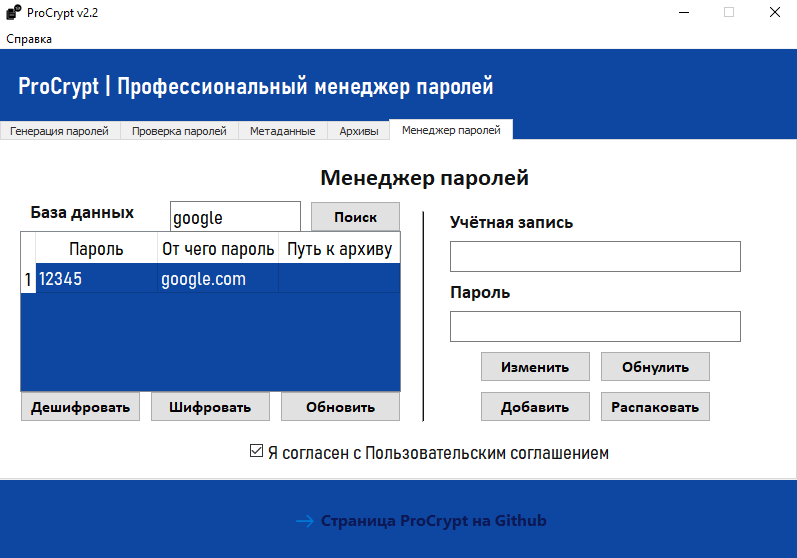 ProCrypt v2.2
Справка
ProCrypt | Профессиональный менеджер паролей
Генерация паролей Проверка паролей Метаданные Архивы Менеджер паролей
Менеджер паролей
База данных google Поиск
Пароль От чего пароль Путь к архиву
1 12345 google.com
Дешифровать Шифровать Обновить
Учётная запись
Пароль
Изменить Обнулить
Добавить Распаковать
Я согласен с Пользовательским соглашением
Страница ProCrypt на Github